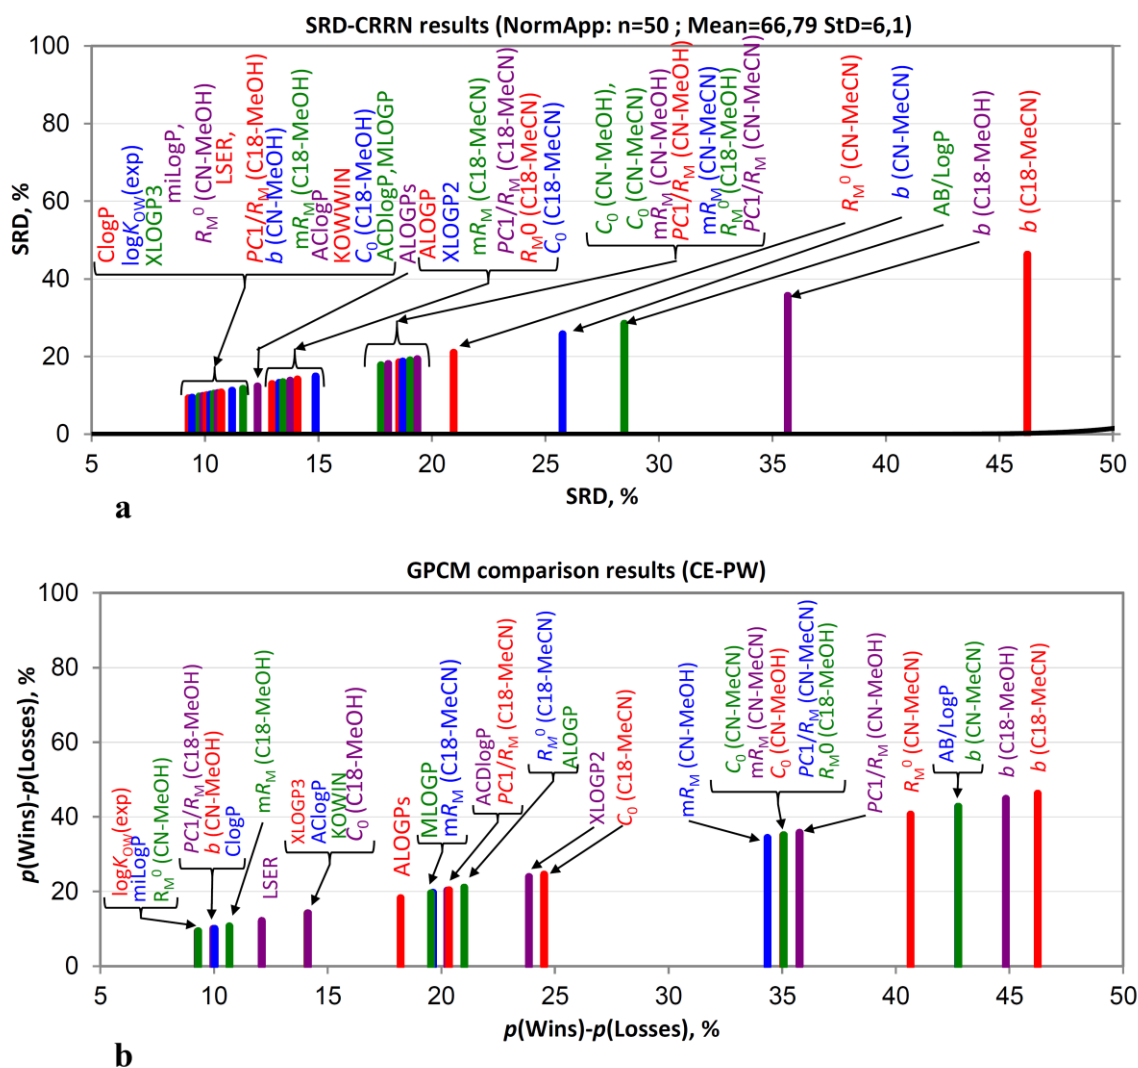 SRD-CRRN results (NormApp: n=50 ; Mean=66,79 StD=6,1)
SRD, %
100
80
60
40
20
0
ClogP
logKOW(exp)
XLOGP3
miLogP,
RM0 (CN-MeOH)
LSER,
PC1/RM (C18-MeOH)
b (CN-MeOH)
mRM (C18-MeOH)
AClogP
KOWWIN
C0 (C18-MeOH)
ACDlogP,MLOGP
ALOGPs
ALOGP
XLOGP2
mRM (C18-MeCN)
PC1/RM (C18-MeCN)
RM0 (C18-MeCN)
C0 (C18-MeCN)
C0 (CN-MeOH),
C0 (CN-MeCN)
mRM (CN-MeOH)
PC1/RM (CN-MeOH)
mRM (CN-MeCN)
RM0 (C18-MeOH)
PC1/RM (CN-MeCN)
RM0 (CN-MeCN)
b (CN-MeCN)
AB/LogP
b (C18-MeOH)
b (C18-MeCN)
5 10 15 20 25 30 35 40 45 50
SRD, %
a
GPCM comparison results (CE-PW)
p(Wins)-p(Losses), %
100
80
60
40
20
0
logKOW(exp)
miLogP
RM0 (CN-MeOH)
PC1/RM (C18-MeOH)
b (CN-MeOH)
ClogP
mRM (C18-MeOH)
LSER
XLOGP3
AClogP
KOWIN
C0 (C18-MeOH)
ALOGPs
MLOGP
mRM (C18-MeCN)
ACDlogP
PC1/RM (C18-MeCN)
RM0 (C18-MeCN)
ALOGP
XLOGP2
C0 (C18-MeCN)
mRM (CN-MeOH)
C0 (CN-MeCN)
mRM (CN-MeCN)
C0 (CN-MeOH)
PC1/RM (CN-MeCN)
RM0 (C18-MeOH)
PC1/RM (CN-MeOH)
RM0 (CN-MeCN)
AB/LogP
b (CN-MeCN)
b (C18-MeOH)
b (C18-MeCN)
5 10 15 20 25 30 35 40 45 50
p(Wins)-p(Losses), %
b